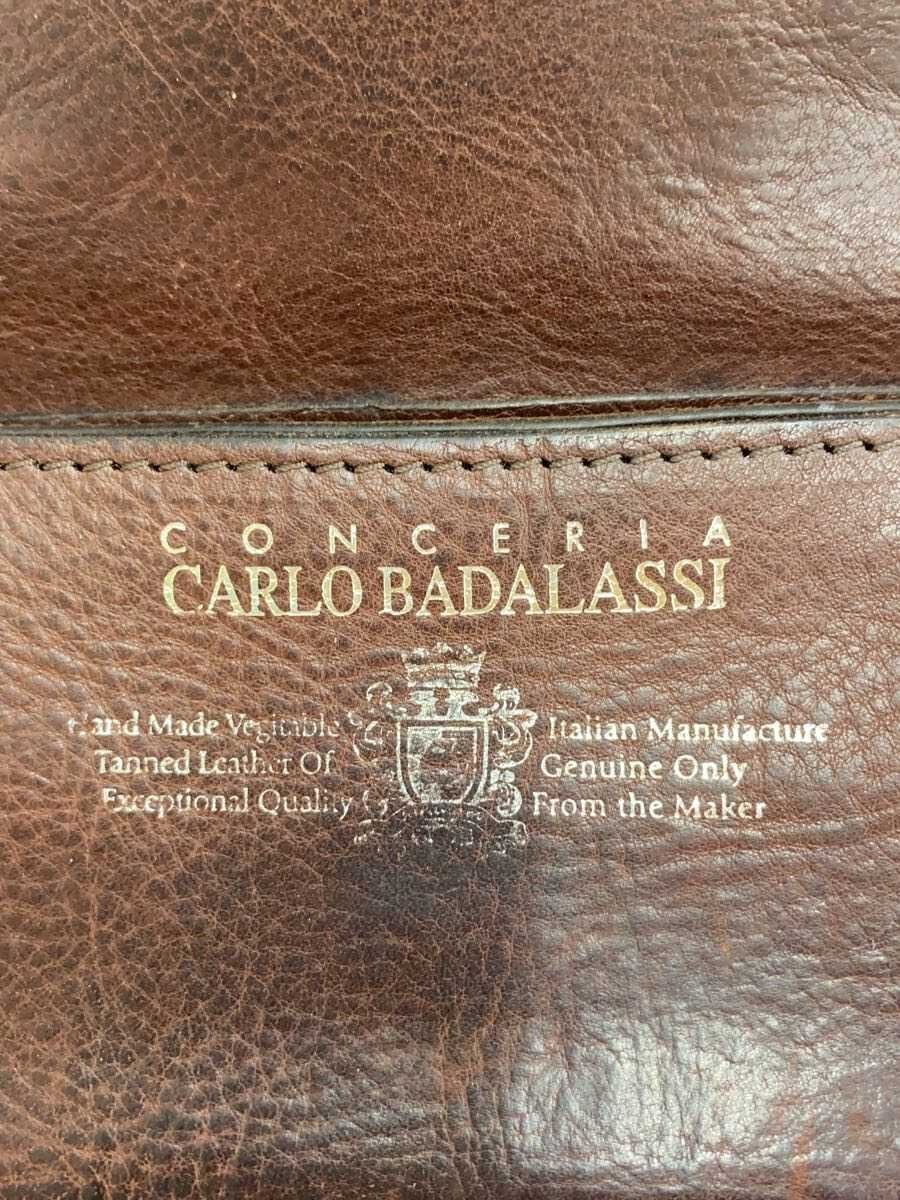 CONCERIA
CARLO BADALASSI
Hand Made Vegitable
Tanned Leather Of
Exceptional Quality
Italian Manufacture
Genuine Only
From the Maker